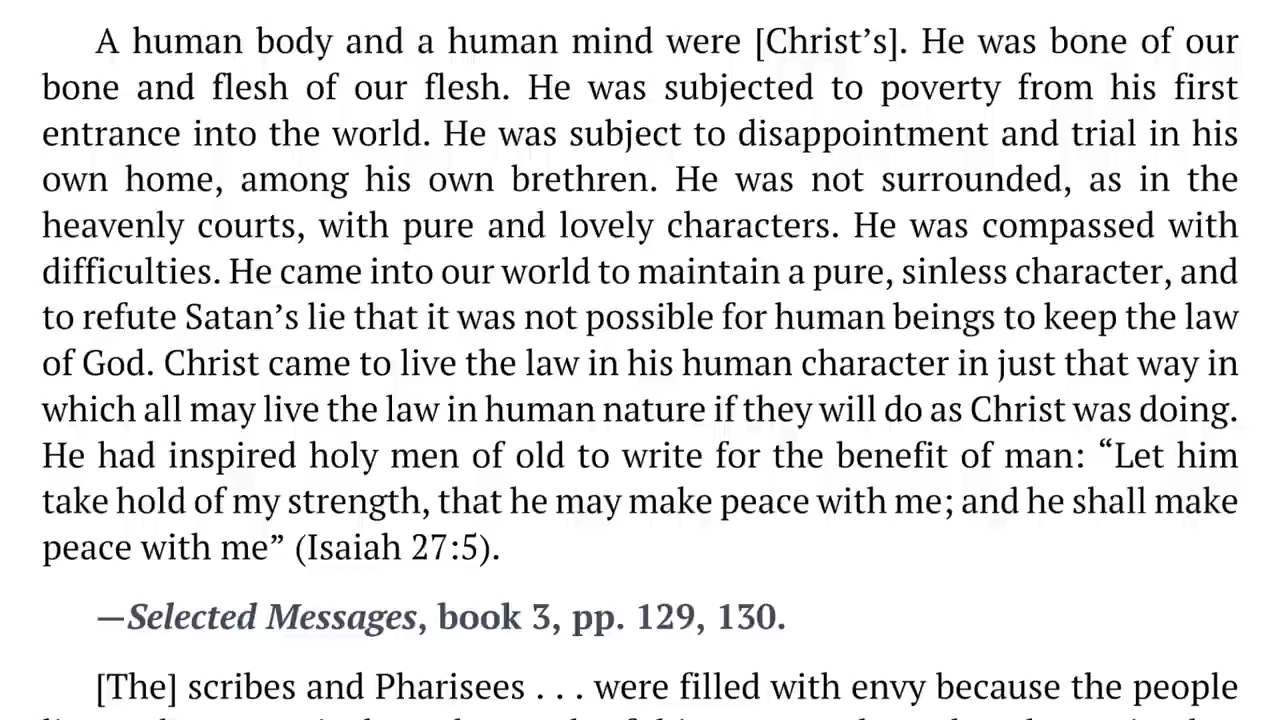 A human body and a human mind were [Christ’s]. He was bone of our
bone and flesh of our flesh. He was subjected to poverty from his first
entrance into the world. He was subject to disappointment and trial in his
own home, among his own brethren. He was not surrounded, as in the
heavenly courts, with pure and lovely characters. He was compassed with
difficulties. He came into our world to maintain a pure, sinless character, and
to refute Satan’s lie that it was not possible for human beings to keep the law
of God. Christ came to live the law in his human character in just that way in
which all may live the law in human nature if they will do as Christ was doing.
He had inspired holy men of old to write for the benefit of man: “Let him
take hold of my strength, that he may make peace with me; and he shall make
peace with me” (Isaiah 27:5).
—Selected Messages, book 3, pp. 129, 130.
[The] scribes and Pharisees . . . were filled with envy because the people